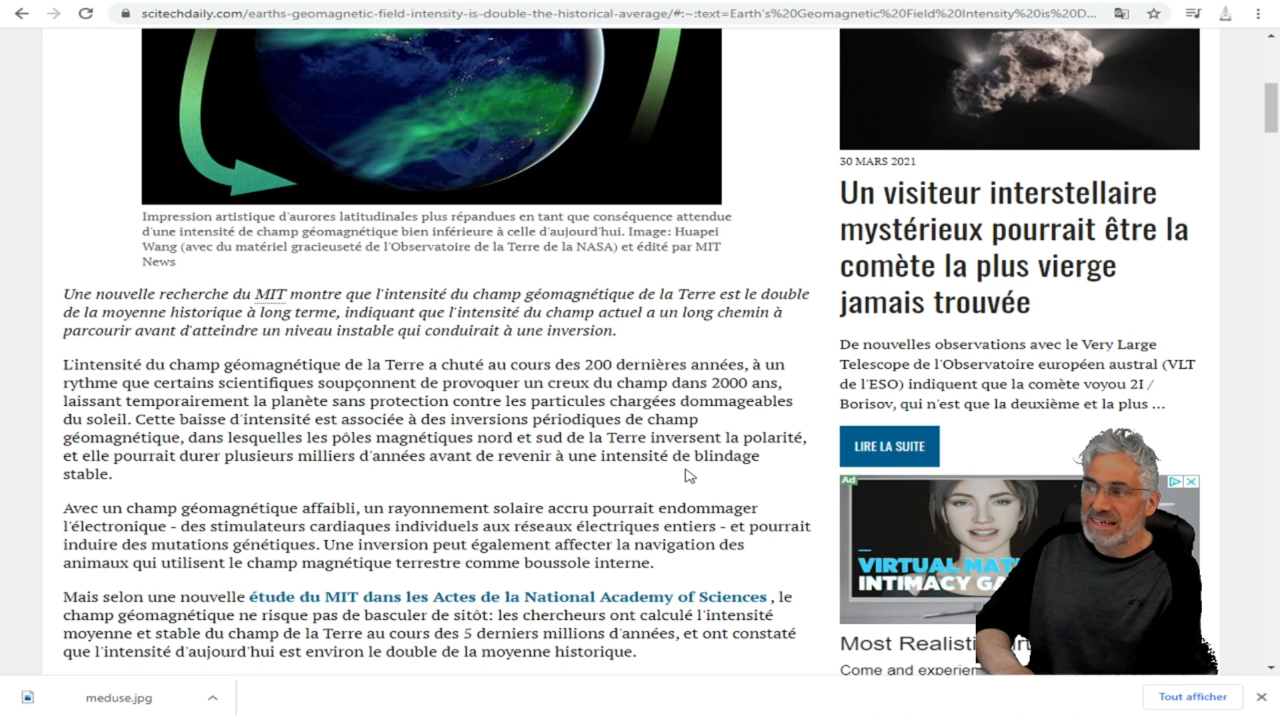 scitechdaily.com/earths-geomagnetic-field-intensity-is-double-the-historical-average/#:~:text=Earth's%20Geomagnetic%20Field%20Intensity%20is%20D...
Impression artistique d'aurores latitudinales plus répandues en tant que conséquence attendue
d'une intensité de champ géomagnétique bien inférieure à celle d'aujourd'hui. Image: Huapei
Wang (avec du matériel gracieuseté de l'Observatoire de la Terre de la NASA) et édité par MIT
News
Une nouvelle recherche du MIT montre que l'intensité du champ géomagnétique de la Terre est le double
de la moyenne historique à long terme, indiquant que l'intensité du champ actuel a un long chemin à
parcourir avant d'atteindre un niveau instable qui conduirait à une inversion.
L'intensité du champ géomagnétique de la Terre a chuté au cours des 200 dernières années, à un
rythme que certains scientifiques soupçonnent de provoquer un creux du champ dans 2000 ans,
laissant temporairement la planète sans protection contre les particules chargées dommageables
du soleil. Cette baisse d'intensité est associée à des inversions périodiques de champ
géomagnétique, dans lesquelles les pôles magnétiques nord et sud de la Terre inversent la polarité,
et elle pourrait durer plusieurs milliers d'années avant de revenir à une intensité de blindage
stable.
Avec un champ géomagnétique affaibli, un rayonnement solaire accru pourrait endommager
l'électronique - des stimulateurs cardiaques individuels aux réseaux électriques entiers - et pourrait
induire des mutations génétiques. Une inversion peut également affecter la navigation des
animaux qui utilisent le champ magnétique terrestre comme boussole interne.
Mais selon une nouvelle étude du MIT dans les Actes de la National Academy of Sciences , le
champ géomagnétique ne risque pas de basculer de sitôt: les chercheurs ont calculé l'intensité
moyenne et stable du champ de la Terre au cours des 5 derniers millions d'années, et ont constaté
que l'intensité d'aujourd'hui est environ le double de la moyenne historique.
30 MARS 2021
Un visiteur interstellaire
mystérieux pourrait être la
comète la plus vierge
jamais trouvée
De nouvelles observations avec le Very Large
Telescope de l'Observatoire européen austral (VLT
de l'ESO) indiquent que la comète voyou 2I /
Borisov, qui n'est que la deuxième et la plus ...
LIRE LA SUITE
Ad
VIRTUAL
INTIMACY
Most
Come and
meduse.jpg
Tout afficher